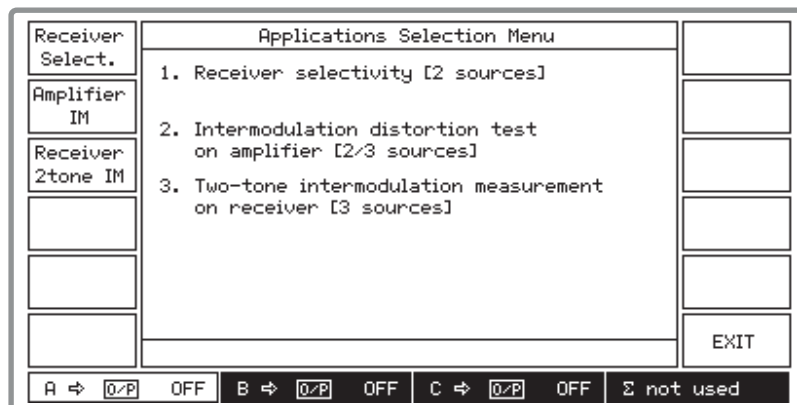 Receiver
Select.
Amplifier
IM
Receiver
2tone IM
Applications Selection Menu
1. Receiver selectivity [2 sources]
2. Intermodulation distortion test
on amplifier [2/3 sources]
3. Two-tone intermodulation measurement
on receiver [3 sources]
EXIT
A ⇨ O/P OFF B ⇨ O/P OFF C ⇨ O/P OFF Σ not used